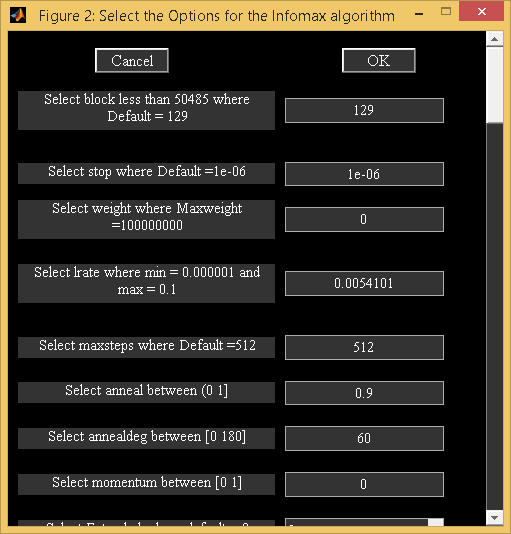 Figure 2: Select the Options for the Infomax algorithm
Cancel
OK
Select block less than 50485 where
Default = 129
129
Select stop where Default =1e-06
1e-06
Select weight where Maxweight
=100000000
0
Select lrate where min = 0.000001 and
max = 0.1
0.0054101
Select maxsteps where Default =512
512
Select anneal between (0 1]
0.9
Select annealdeg between [0 180]
60
Select momentum between [0 1]
0